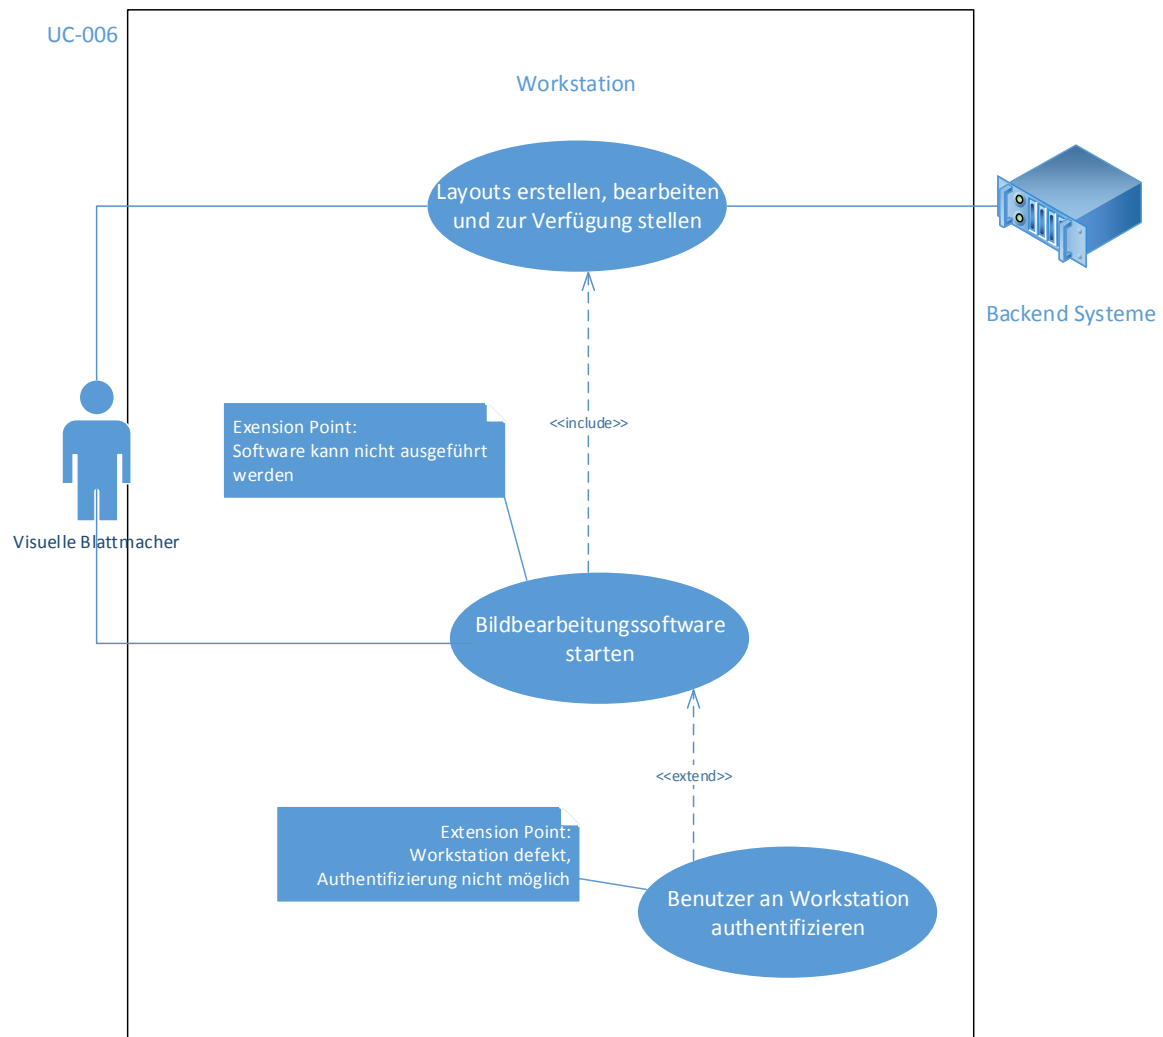 UC-006
Workstation
Layouts erstellen, bearbeiten
und zur Verfügung stellen
Backend Systeme
Exension Point:
Software kann nicht ausgeführt
werden
<<include>>
Visuelle Blattmacher
Bildbearbeitungssoftware
starten
<<extend>>
Extension Point:
Workstation defekt,
Authentifizierung nicht möglich
Benutzer an Workstation
authentifizieren